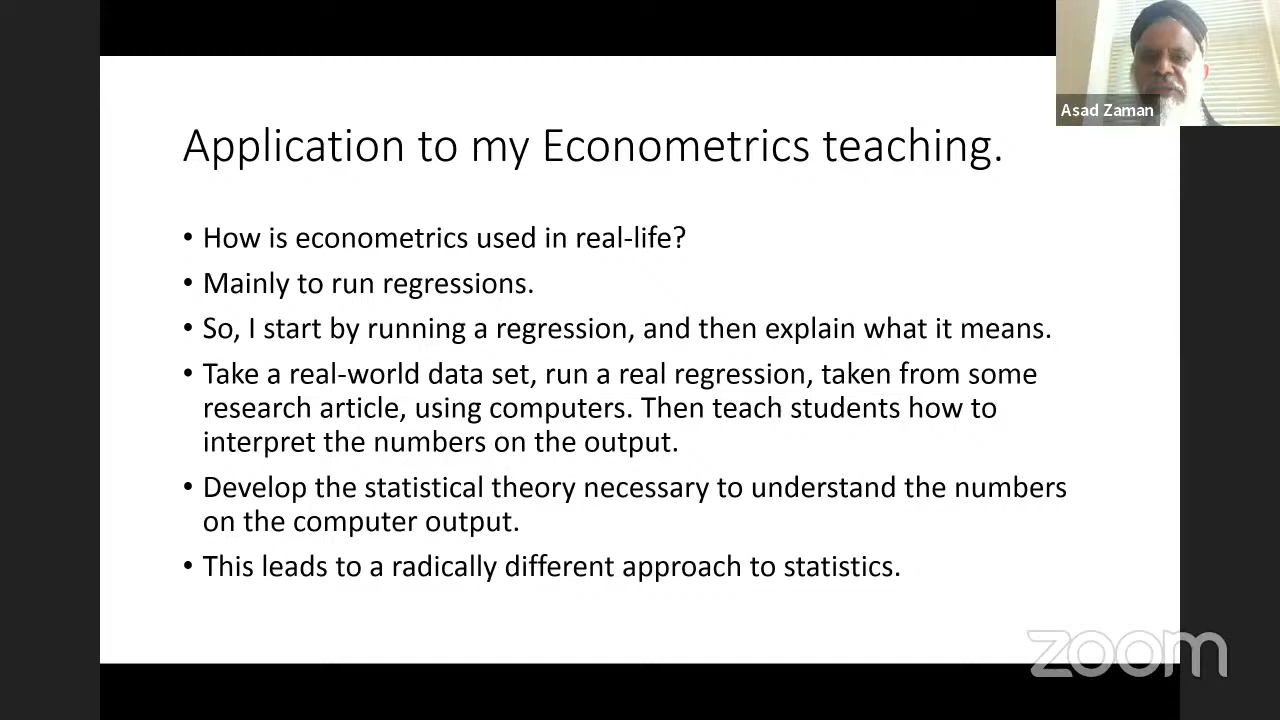 Asad Zaman
Application to my Econometrics teaching.
• How is econometrics used in real-life?
• Mainly to run regressions.
• So, I start by running a regression, and then explain what it means.
• Take a real-world data set, run a real regression, taken from some
research article, using computers. Then teach students how to
interpret the numbers on the output.
• Develop the statistical theory necessary to understand the numbers
on the computer output.
• This leads to a radically different approach to statistics.
zoom